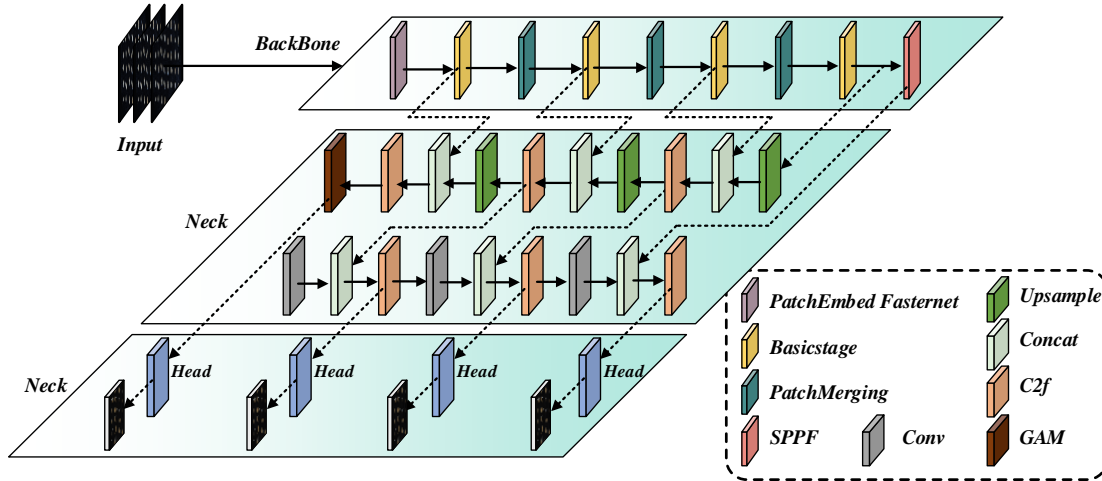 BackBone
Input
Neck
Neck
Head
Head
Head
Head
PatchEmbed Fasternet
Upsample
Basicstage
Concat
PatchMerging
C2f
SPPF
Conv
GAM